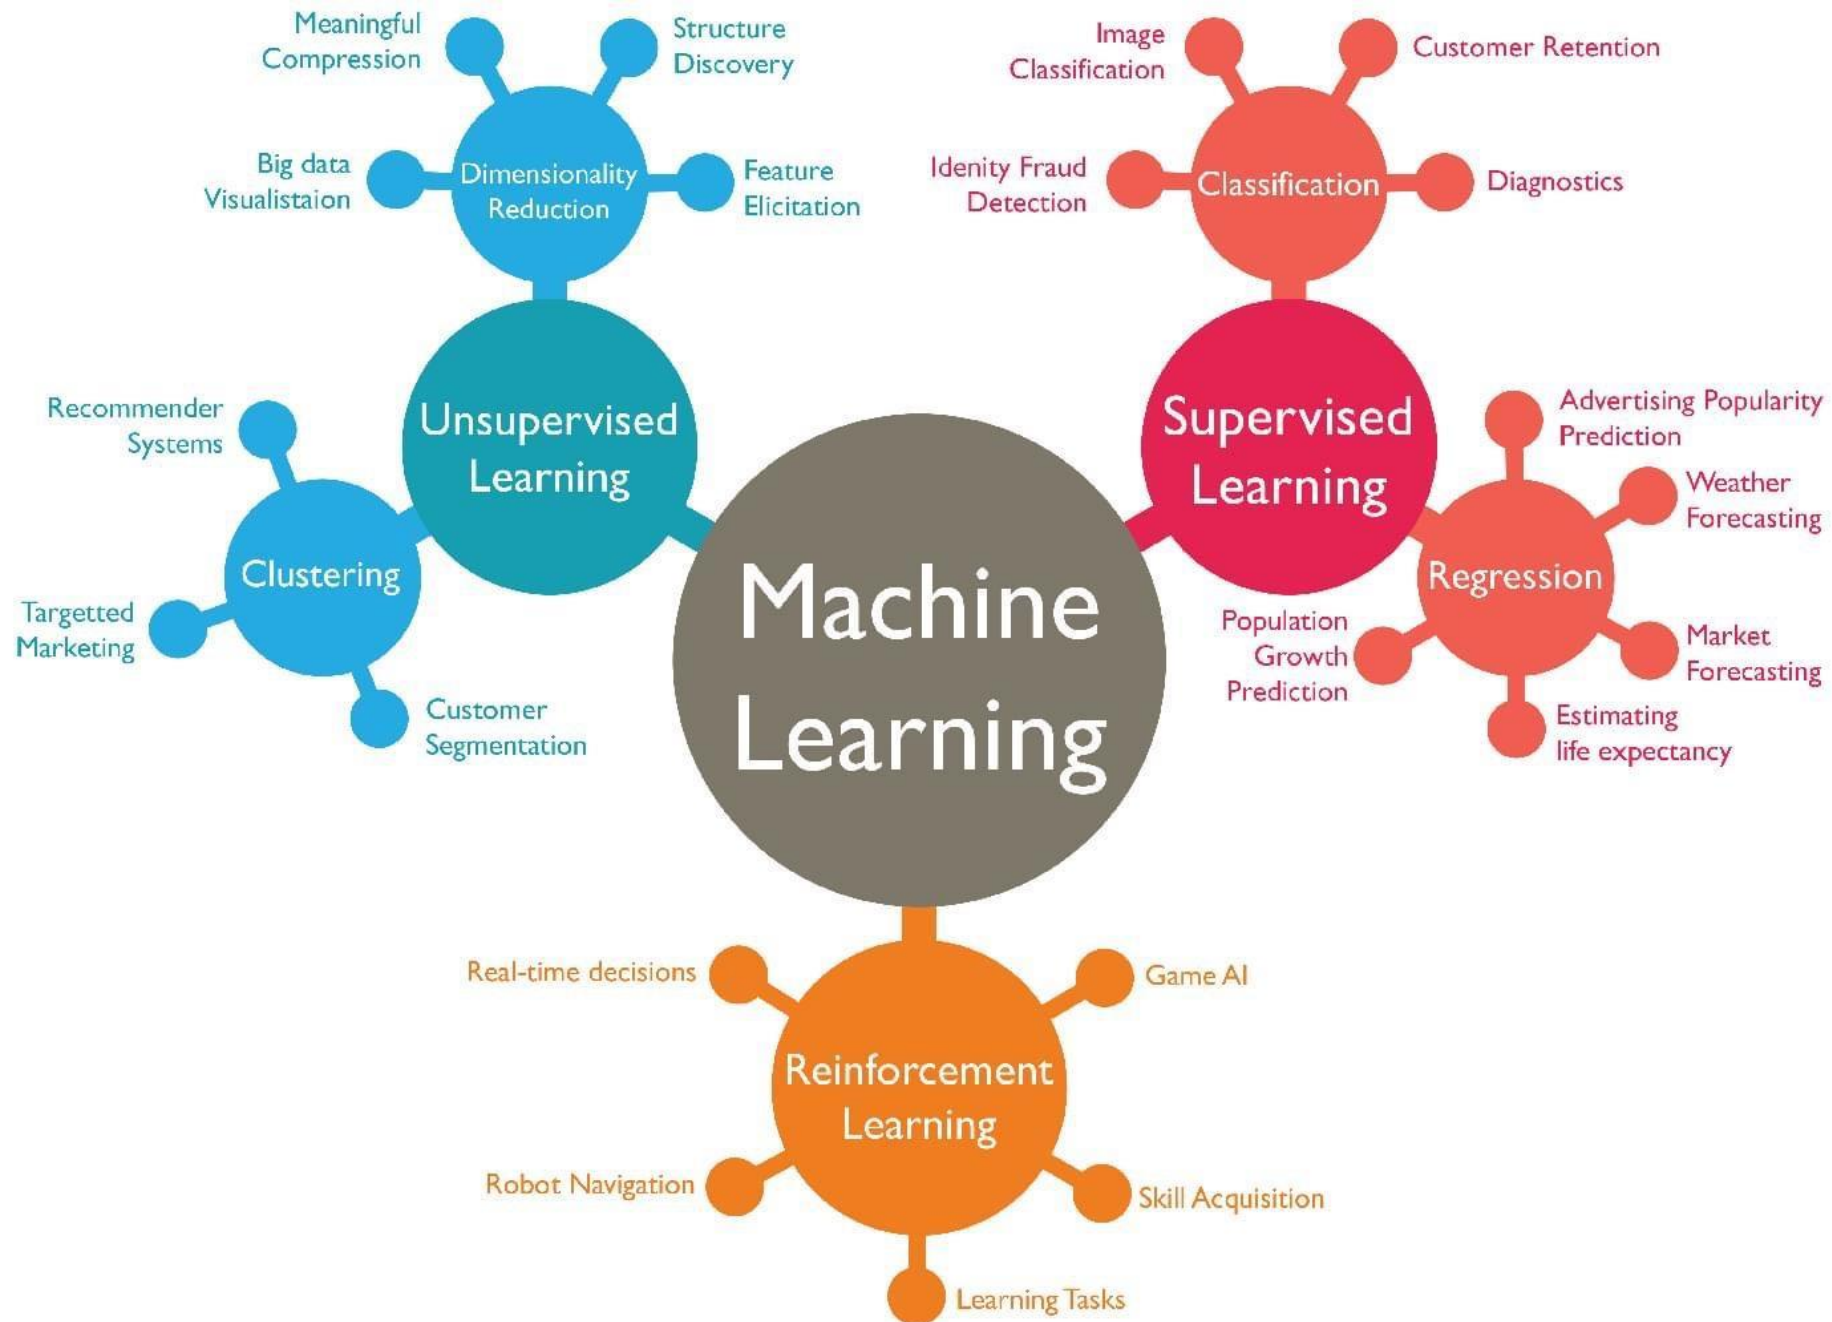 Meaningful
Compression
Structure
Discovery
Big data
Visualistaion
Dimensionality
Reduction
Feature
Elicitation
Image
Classification
Customer Retention
Idenity Fraud
Detection
Classification
Diagnostics
Unsupervised
Learning
Supervised
Learning
Recommender
Systems
Clustering
Targetted
Marketing
Customer
Segmentation
Advertising Popularity
Prediction
Weather
Forecasting
Regression
Population
Growth
Prediction
Market
Forecasting
Estimating
life expectancy
Machine
Learning
Real-time decisions
Game AI
Reinforcement
Learning
Robot Navigation
Skill Acquisition
Learning Tasks